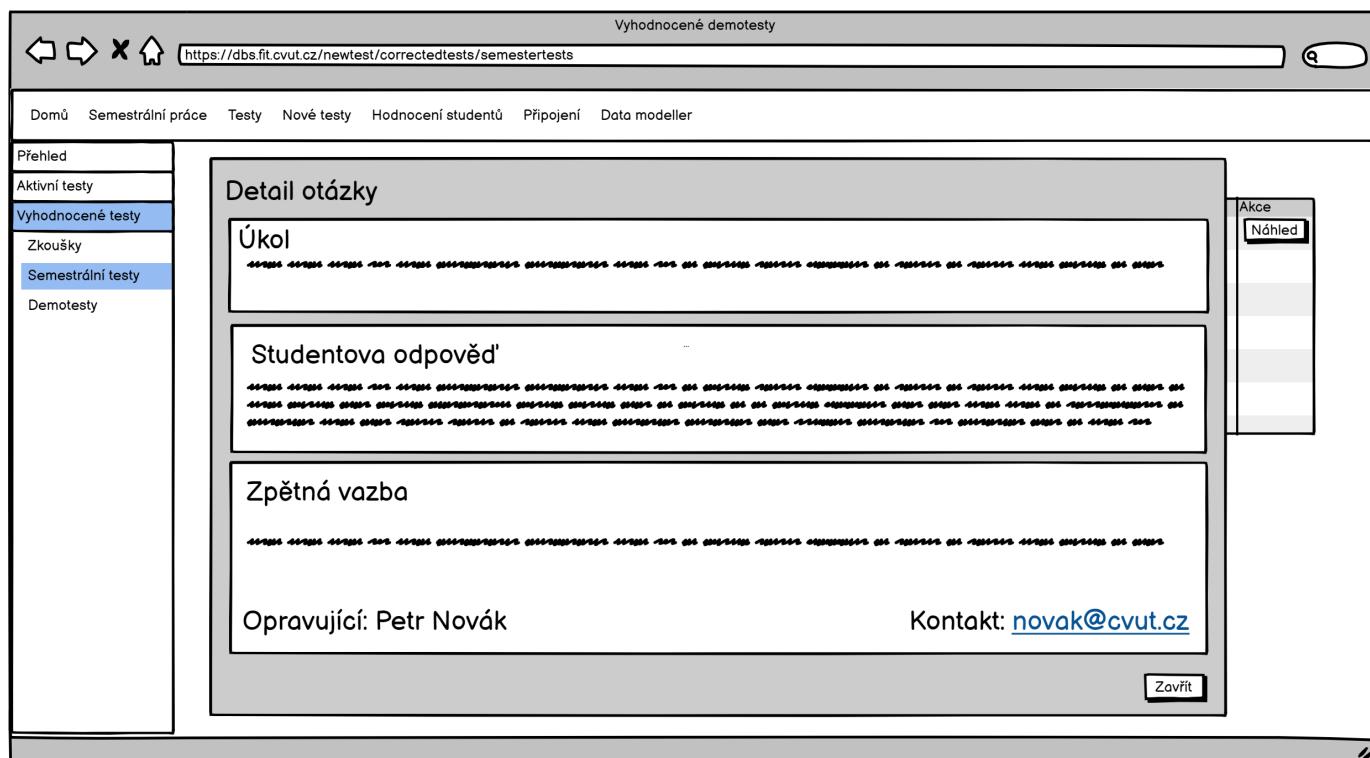 Vyhodnocené demotesty
https://dbs.fit.cvut.cz/newtest/correctedtests/semestertests
Domů Semestrální práce Testy Nové testy Hodnocení studentů Připojení Data modeller
Přehled
Aktivní testy
Vyhodnocené testy
Zkoušky
Semestrální testy
Demotesty
Detail otázky
Úkol
Studentova odpověď
...
Zpětná vazba
Opravující: Petr Novák
Kontakt: novak@cvut.cz
Zavřít
Akce
Náhled